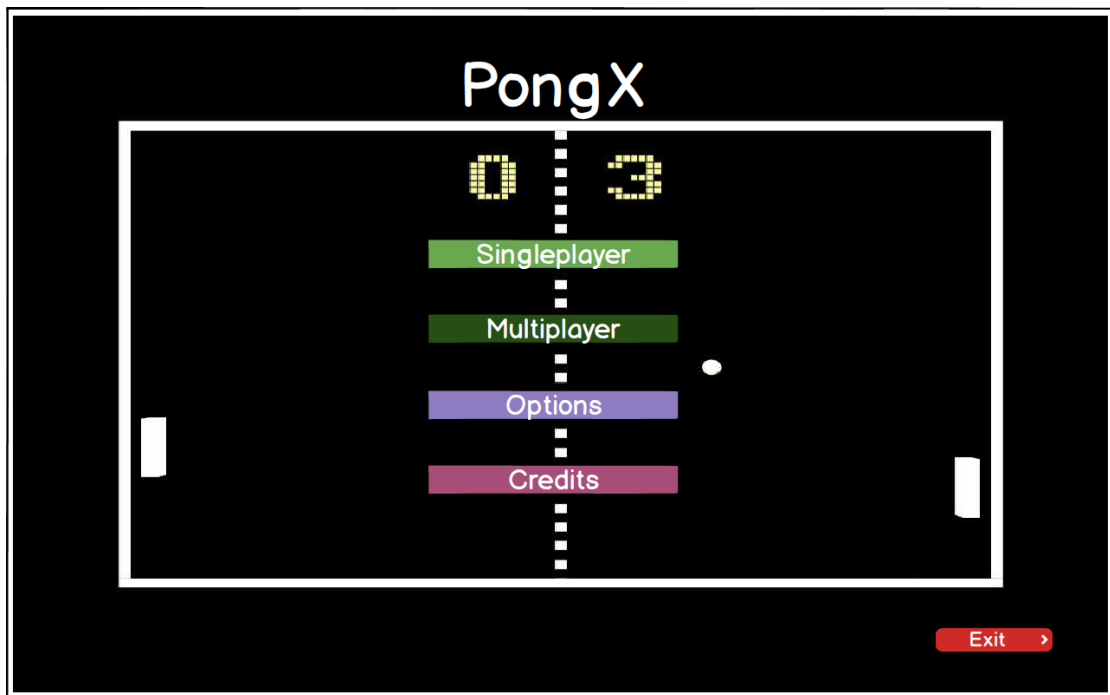 PongX
0 3
Singleplayer
Multiplayer
Options
Credits
Exit >